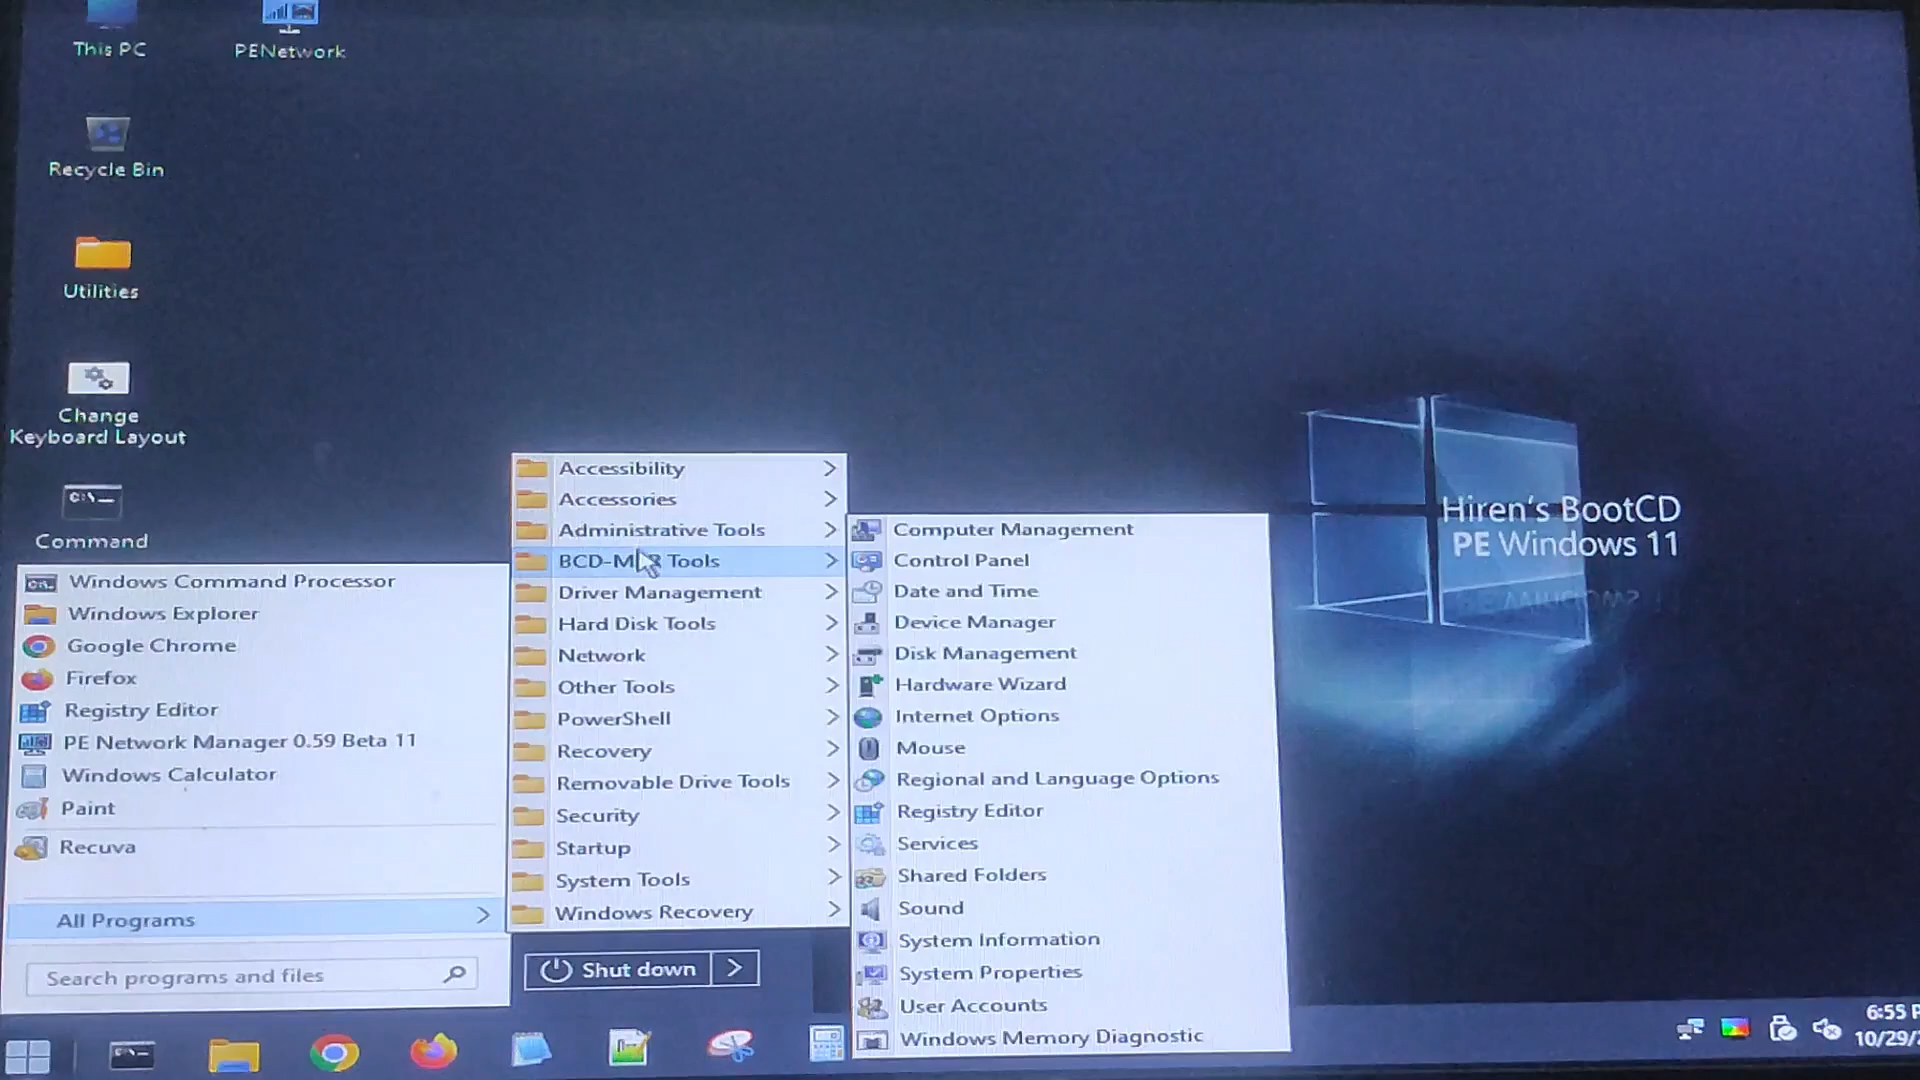 This PC
PENetwork
Recycle Bin
Utilities
Change
Keyboard Layout
Command
Windows Command Processor
Windows Explorer
Google Chrome
Firefox
Registry Editor
PE Network Manager 0.59 Beta 11
Windows Calculator
Paint
Recuva
All Programs
Search programs and files
Accessibility
Accessories
Administrative Tools
BCD-MBR Tools
Driver Management
Hard Disk Tools
Network
Other Tools
PowerShell
Recovery
Removable Drive Tools
Security
Startup
System Tools
Windows Recovery
Shut down
Computer Management
Control Panel
Date and Time
Device Manager
Disk Management
Hardware Wizard
Internet Options
Mouse
Regional and Language Options
Registry Editor
Services
Shared Folders
Sound
System Information
System Properties
User Accounts
Windows Memory Diagnostic
Hiren's BootCD
PE Windows 11
6:55 P
10/29/